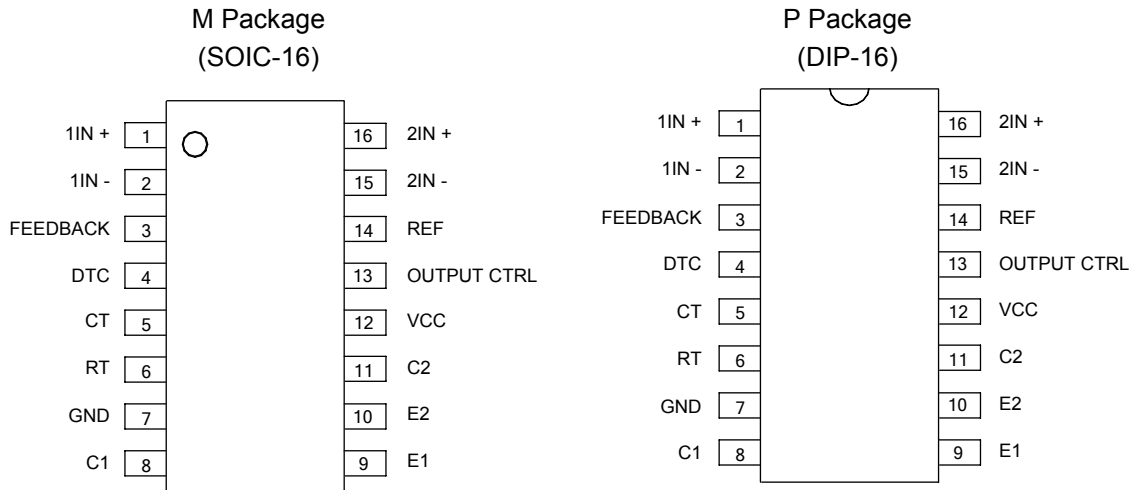 M Package
(SOIC-16)
1IN + 1 16 2IN +
1IN - 2 15 2IN -
FEEDBACK 3 14 REF
DTC 4 13 OUTPUT CTRL
CT 5 12 VCC
RT 6 11 C2
GND 7 10 E2
C1 8 9 E1
P Package
(DIP-16)
1IN + 1 16 2IN +
1IN - 2 15 2IN -
FEEDBACK 3 14 REF
DTC 4 13 OUTPUT CTRL
CT 5 12 VCC
RT 6 11 C2
GND 7 10 E2
C1 8 9 E1